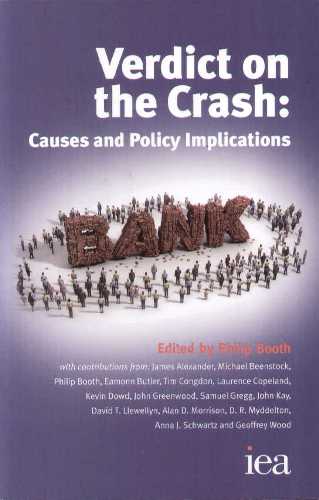 Verdict on
the Crash:
Causes and Policy Implications
BANK
Edited by Philip Booth
with contributions from: James Alexander, Michael Beenstock,
Philip Booth, Eamonn Butler, Tim Congdon, Laurence Copeland,
Kevin Dowd, John Greenwood, Samuel Gregg, John Kay,
David T. Llewellyn, Alan D. Morrison, D. R. Myddelton,
Anna J. Schwartz and Geoffrey Wood
iea